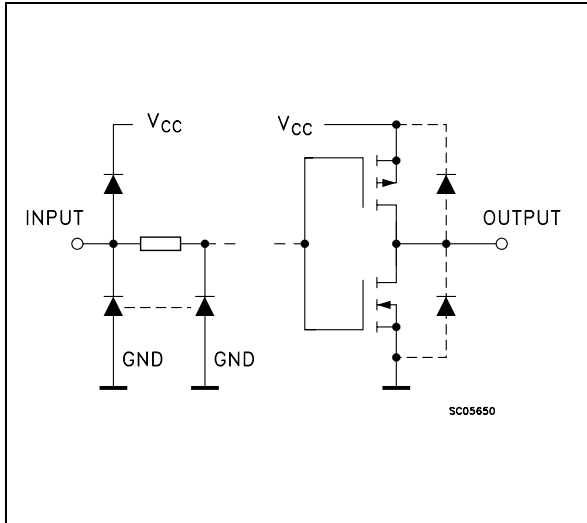 VCC
VCC
INPUT
OUTPUT
GND
GND
SC05650